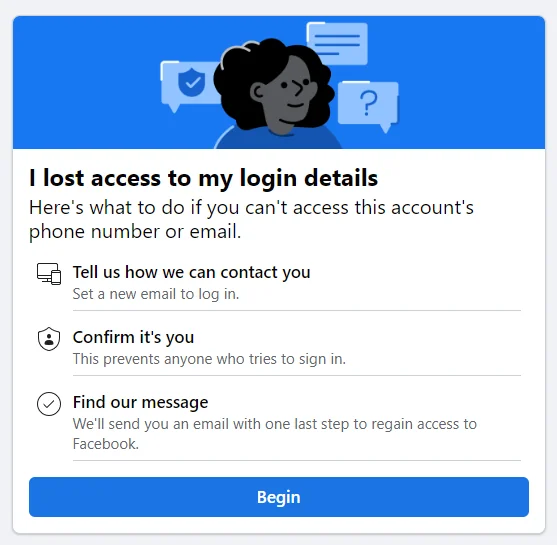 I lost access to my login details
Here's what to do if you can't access this account's
phone number or email.
Tell us how we can contact you
Set a new email to log in.
Confirm it's you
This prevents anyone who tries to sign in.
Find our message
We'll send you an email with one last step to regain access to
Facebook.
Begin